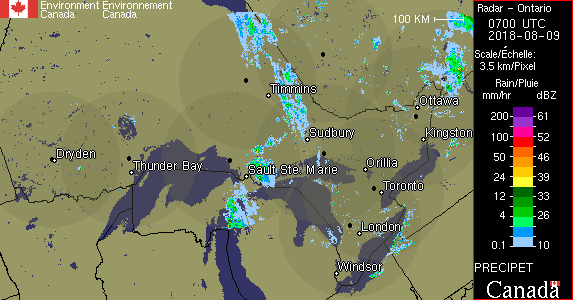 Environment Environnement
Canada Canada
100 KM
Timmins
Ottawa
Sudbury
Kingston
Dryden
Thunder Bay
Sault Ste. Marie
Orillia
Toronto
London
Windsor
Radar - Ontario
0700 UTC
2018-08-09
Scale/Échelle:
3.5 km/Pixel
Rain/Pluie
mm/hr dBZ
200 61
100 52
50 46
24 39
12 33
4 26
0.1 10
PRECIPET
Canada